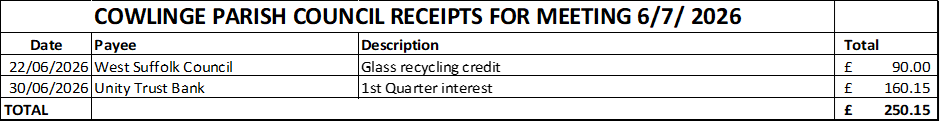 COWLINGE PARISH COUNCIL RECEIPTS FOR MEETING 6/7/ 2026
Date Payee Description Total
22/06/2026 West Suffolk Council Glass recycling credit £ 90.00
30/06/2026 Unity Trust Bank 1st Quarter interest £ 160.15
TOTAL £ 250.15